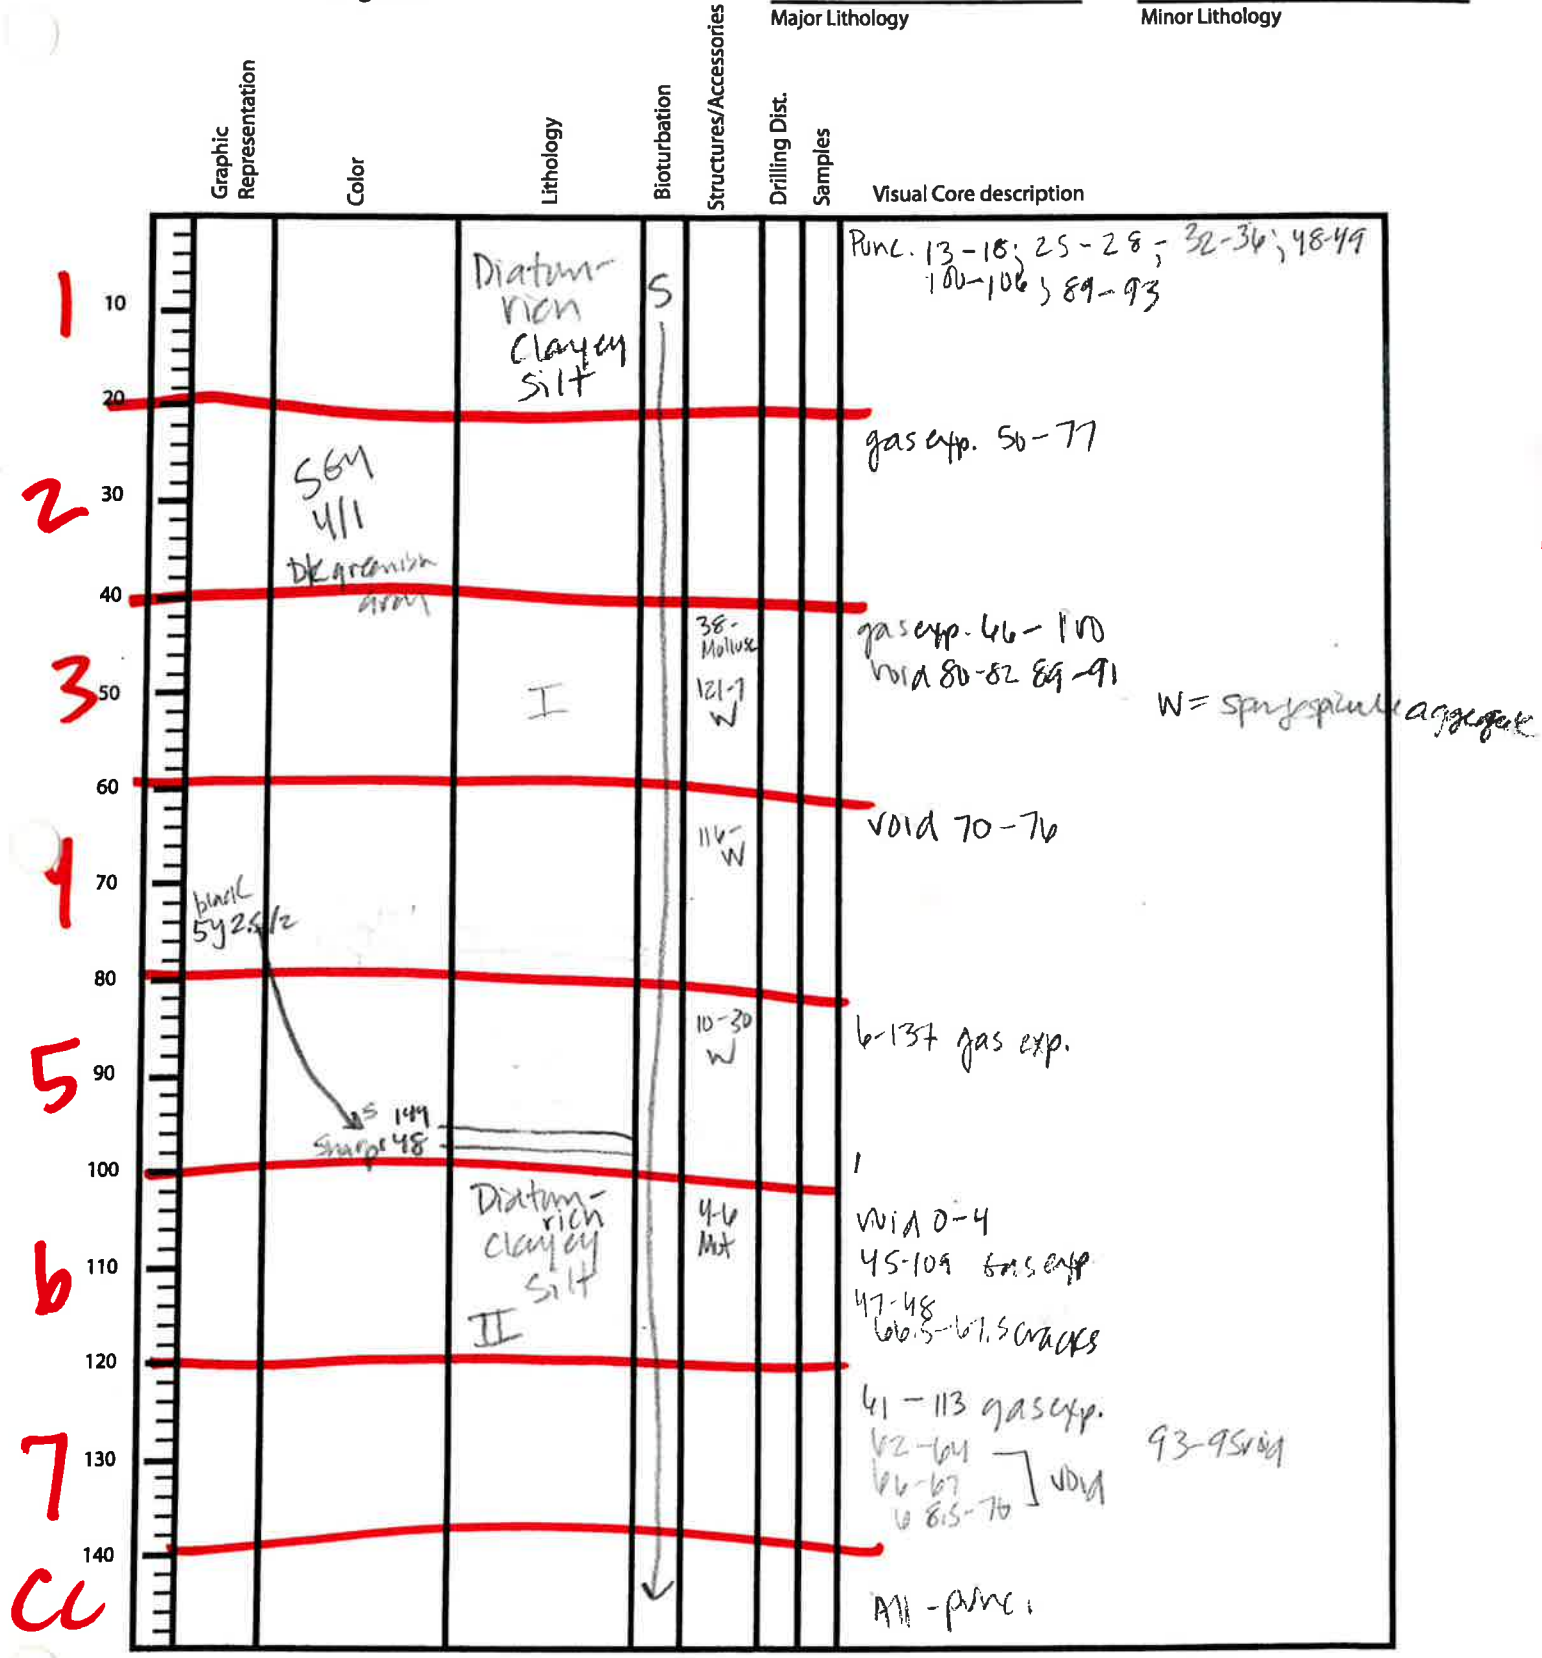 Major Lithology
Minor Lithology
Graphic
Representation
Color
Lithology
Bioturbation
Structures/Accessories
Drilling Dist.
Samples
Visual Core description
1
10
20
Diatom-
rich
Clayey
Silt
S
Punc. 13-18; 25-28; 32-36; 48-49
100-106; 89-93
2
30
40
5GY
4/1
Dk greenish
gray
gas exp. 50-77
3
50
60
I
38-
Mollusc
121-
W
gas exp. 46-100
void 80-82 89-91
W= sponge spicule aggregate
4
70
80
black
5y2.5/2
116-
W
void 70-76
5
90
100
S 149
Sharp 148
10-30
W
6-137 gas exp.
6
110
120
Diatom-
rich
Clayey
Silt
II
4-6
Mot
void 0-4
45-109 gas exp
47-48
66.5-67.5 cracks
7
130
140
41-113 gas exp.
62-64
66-67
68.5-76
void
93-95 void
CC
All-punc.